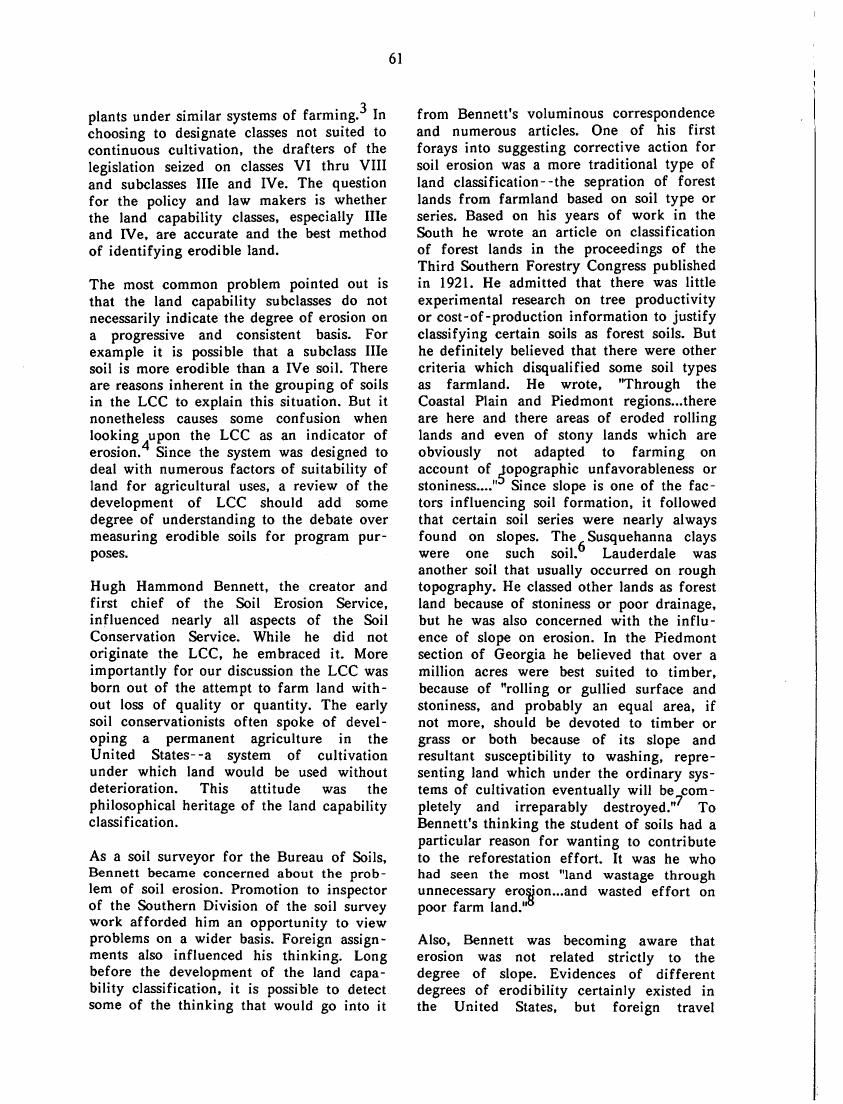 61
plants under similar systems of farming.3 In
choosing to designate classes not suited to
continuous cultivation, the drafters of the
legislation seized on classes VI thru VIII
and subclasses IIIe and IVe. The question
for the policy and law makers is whether
the land capability classes, especially IIIe
and IVe, are accurate and the best method
of identifying erodible land.
The most common problem pointed out is
that the land capability subclasses do not
necessarily indicate the degree of erosion on
a progressive and consistent basis. For
example it is possible that a subclass IIIe
soil is more erodible than a IVe soil. There
are reasons inherent in the grouping of soils
in the LCC to explain this situation. But it
nonetheless causes some confusion when
looking upon the LCC as an indicator of
erosion.4 Since the system was designed to
deal with numerous factors of suitability of
land for agricultural uses, a review of the
development of LCC should add some
degree of understanding to the debate over
measuring erodible soils for program pur-
poses.
Hugh Hammond Bennett, the creator and
first chief of the Soil Erosion Service,
influenced nearly all aspects of the Soil
Conservation Service. While he did not
originate the LCC, he embraced it. More
importantly for our discussion the LCC was
born out of the attempt to farm land with-
out loss of quality or quantity. The early
soil conservationists often spoke of devel-
oping a permanent agriculture in the
United States--a system of cultivation
under which land would be used without
deterioration. This attitude was the
philosophical heritage of the land capability
classification.
As a soil surveyor for the Bureau of Soils,
Bennett became concerned about the prob-
lem of soil erosion. Promotion to inspector
of the Southern Division of the soil survey
work afforded him an opportunity to view
problems on a wider basis. Foreign assign-
ments also influenced his thinking. Long
before the development of the land capa-
bility classification, it is possible to detect
some of the thinking that would go into it
from Bennett's voluminous correspondence
and numerous articles. One of his first
forays into suggesting corrective action for
soil erosion was a more traditional type of
land classification--the sepration of forest
lands from farmland based on soil type or
series. Based on his years of work in the
South he wrote an article on classification
of forest lands in the proceedings of the
Third Southern Forestry Congress published
in 1921. He admitted that there was little
experimental research on tree productivity
or cost-of-production information to justify
classifying certain soils as forest soils. But
he definitely believed that there were other
criteria which disqualified some soil types
as farmland. He wrote, "Through the
Coastal Plain and Piedmont regions...there
are here and there areas of eroded rolling
lands and even of stony lands which are
obviously not adapted to farming on
account of topographic unfavorableness or
stoniness...."5 Since slope is one of the fac-
tors influencing soil formation, it followed
that certain soil series were nearly always
found on slopes. The Susquehanna clays
were one such soil.6 Lauderdale was
another soil that usually occurred on rough
topography. He classed other lands as forest
land because of stoniness or poor drainage,
but he was also concerned with the influ-
ence of slope on erosion. In the Piedmont
section of Georgia he believed that over a
million acres were best suited to timber,
because of "rolling or gullied surface and
stoniness, and probably an equal area, if
not more, should be devoted to timber or
grass or both because of its slope and
resultant susceptibility to washing, repre-
senting land which under the ordinary sys-
tems of cultivation eventually will be com-
pletely and irreparably destroyed."7 To
Bennett's thinking the student of soils had a
particular reason for wanting to contribute
to the reforestation effort. It was he who
had seen the most "land wastage through
unnecessary erosion...and wasted effort on
poor farm land."8
Also, Bennett was becoming aware that
erosion was not related strictly to the
degree of slope. Evidences of different
degrees of erodibility certainly existed in
the United States, but foreign travel